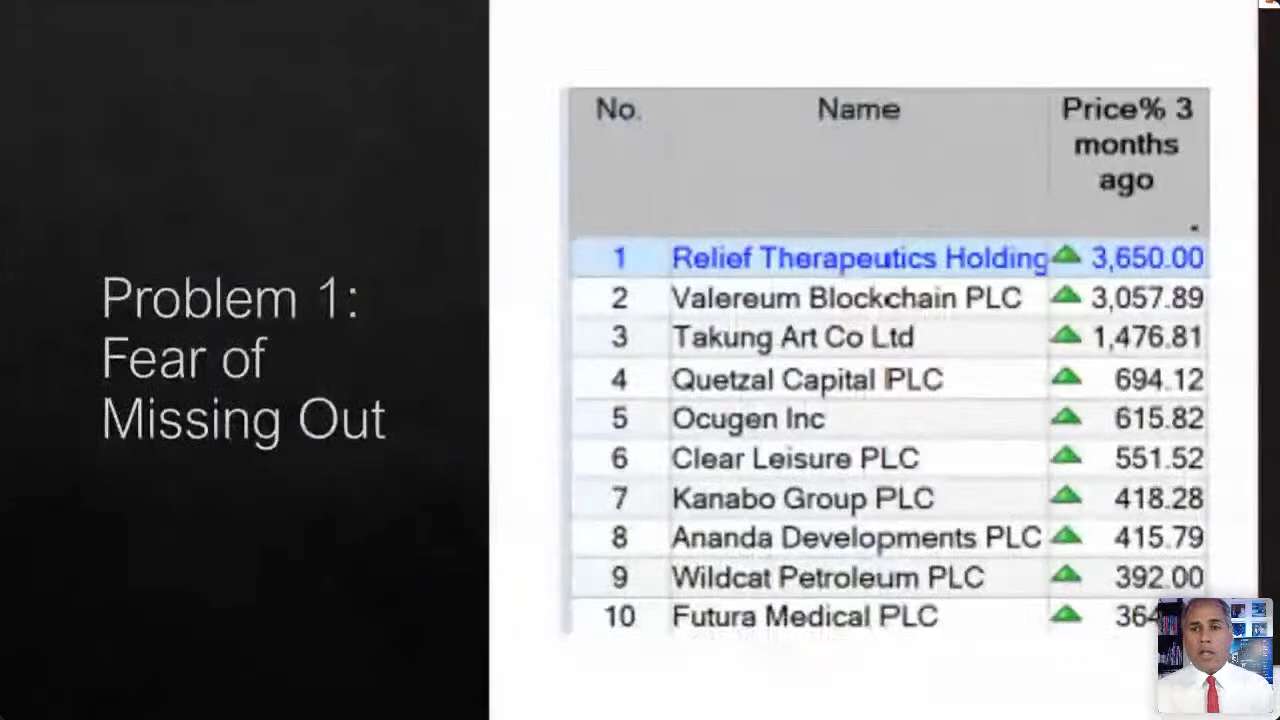 Problem 1:
Fear of
Missing Out
No. Name Price% 3
months
ago
1 Relief Therapeutics Holding 3,650.00
2 Valereum Blockchain PLC 3,057.89
3 Takung Art Co Ltd 1,476.81
4 Quetzal Capital PLC 694.12
5 Ocugen Inc 615.82
6 Clear Leisure PLC 551.52
7 Kanabo Group PLC 418.28
8 Ananda Developments PLC 415.79
9 Wildcat Petroleum PLC 392.00
10 Futura Medical PLC